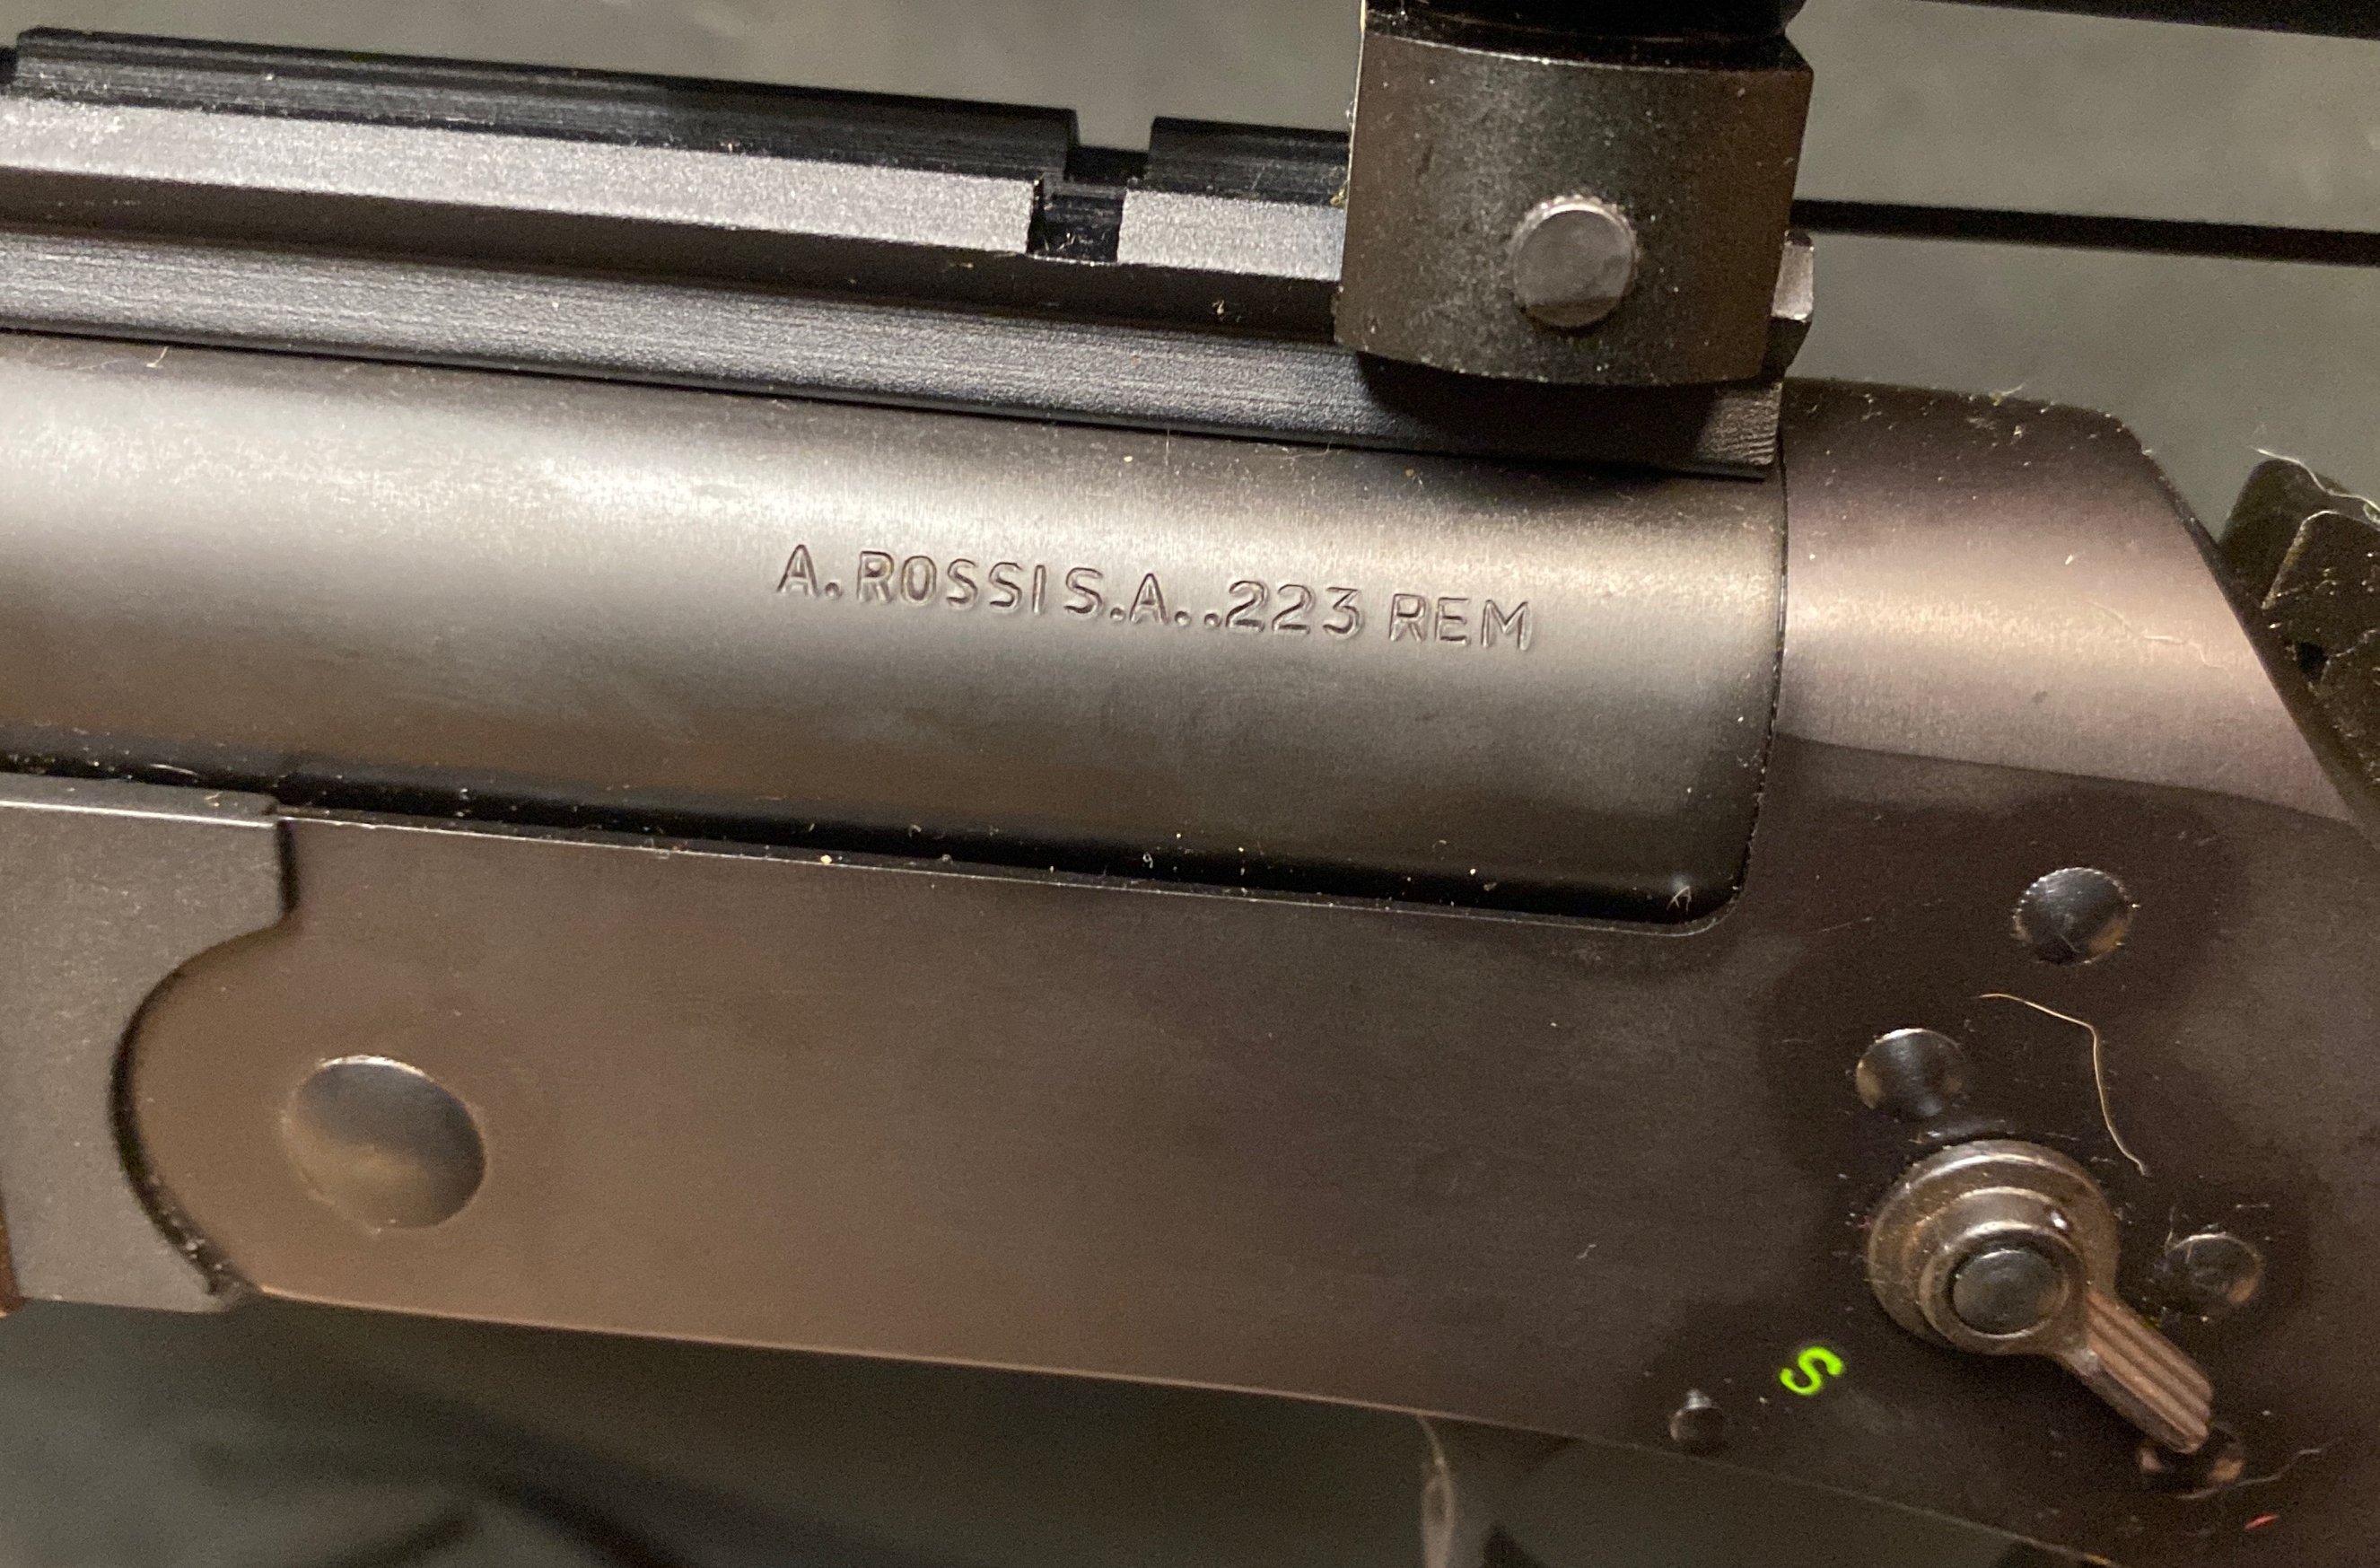 A. ROSSI S.A. .223 REM
S